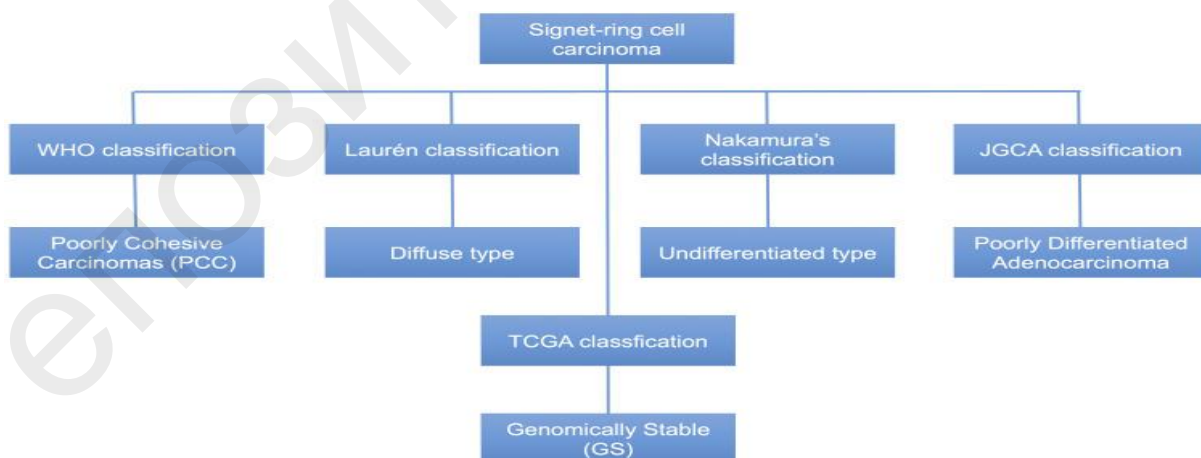 Signet-ring cell
carcinoma
WHO classification
Laurén classification
Nakamura's
classification
JGCA classification
Poorly Cohesive
Carcinomas (PCC)
Diffuse type
Undifferentiated type
Poorly Differentiated
Adenocarcinoma
TCGA classfication
Genomically Stable
(GS)